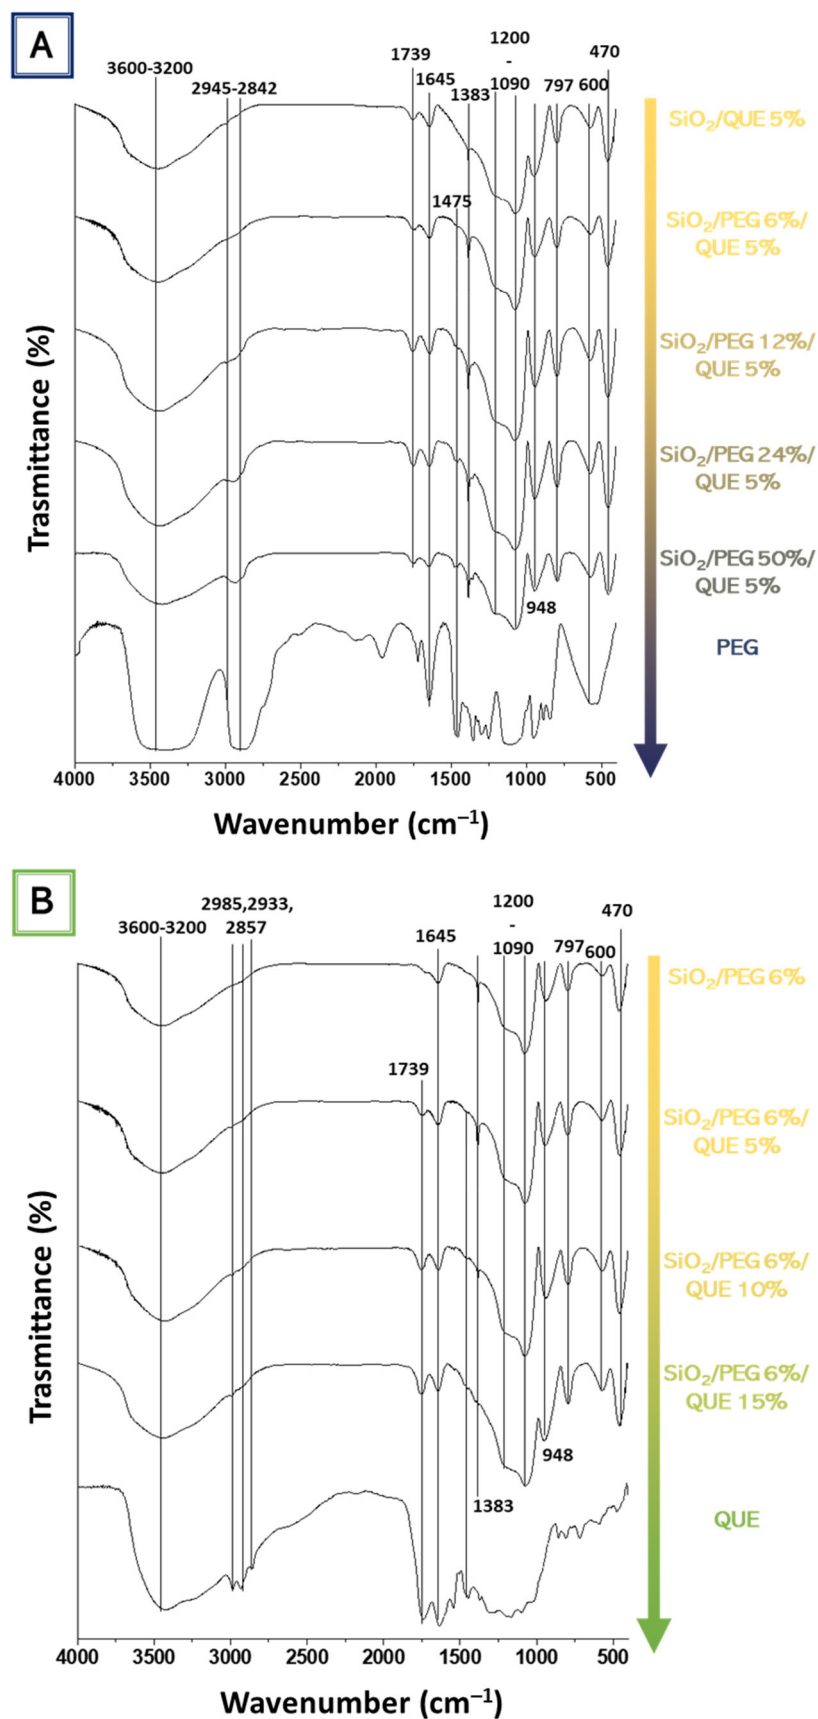 A
3600-3200
2945-2842
1739
1645
1383
1200
-
1090
797
600
470
1475
948
SiO₂/QUE 5%
SiO₂/PEG 6%/
QUE 5%
SiO₂/PEG 12%/
QUE 5%
SiO₂/PEG 24%/
QUE 5%
SiO₂/PEG 50%/
QUE 5%
PEG
Trasmittance (%)
4000 3500 3000 2500 2000 1500 1000 500
Wavenumber (cm⁻¹)
B
3600-3200
2985,2933,
2857
1645
1200
-
1090
797
600
470
1739
948
1383
SiO₂/PEG 6%
SiO₂/PEG 6%/
QUE 5%
SiO₂/PEG 6%/
QUE 10%
SiO₂/PEG 6%/
QUE 15%
QUE
Trasmittance (%)
4000 3500 3000 2500 2000 1500 1000 500
Wavenumber (cm⁻¹)